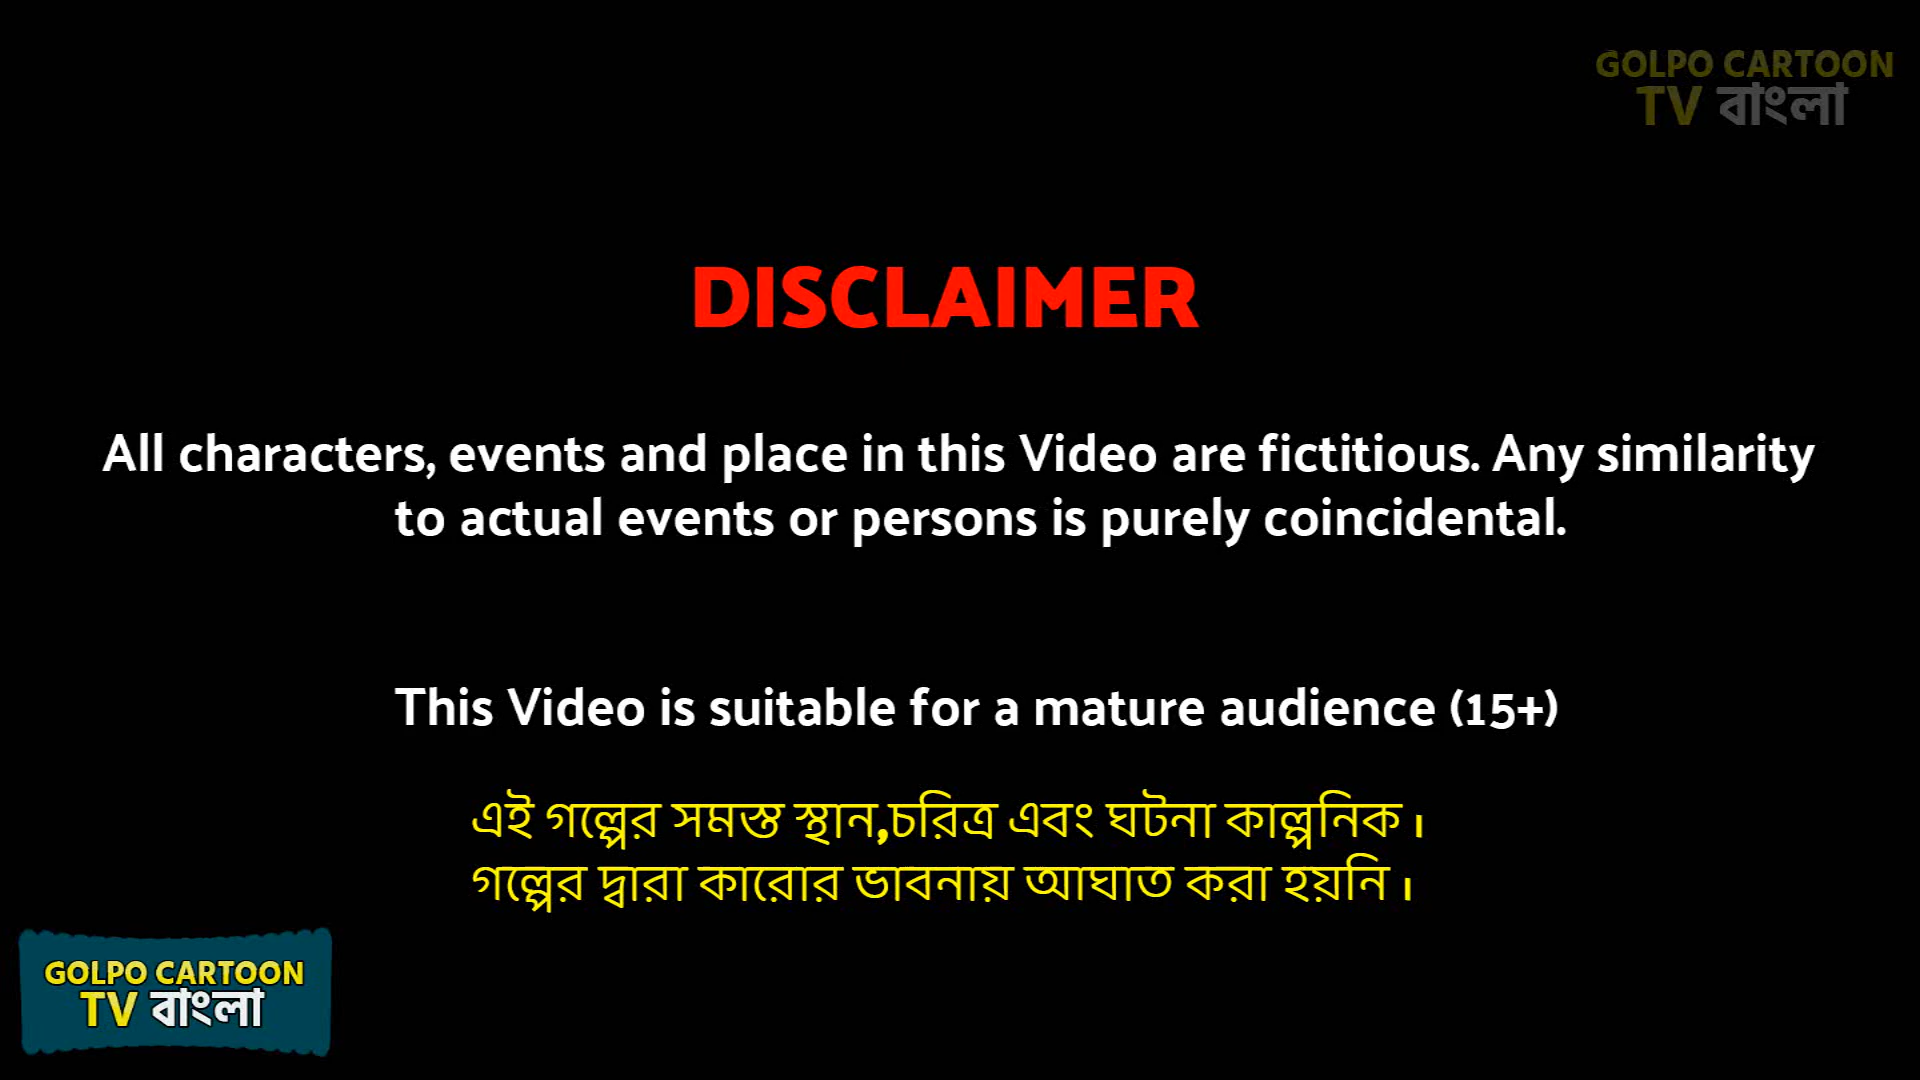 GOLPO CARTOON
TV বাংলা
DISCLAIMER
All characters, events and place in this Video are fictitious. Any similarity
to actual events or persons is purely coincidental.
This Video is suitable for a mature audience (15+)
এই গল্পের সমস্ত স্থান,চরিত্র এবং ঘটনা কাল্পনিক।
গল্পের দ্বারা কারোর ভাবনায় আঘাত করা হয়নি।
GOLPO CARTOON
TV বাংলা